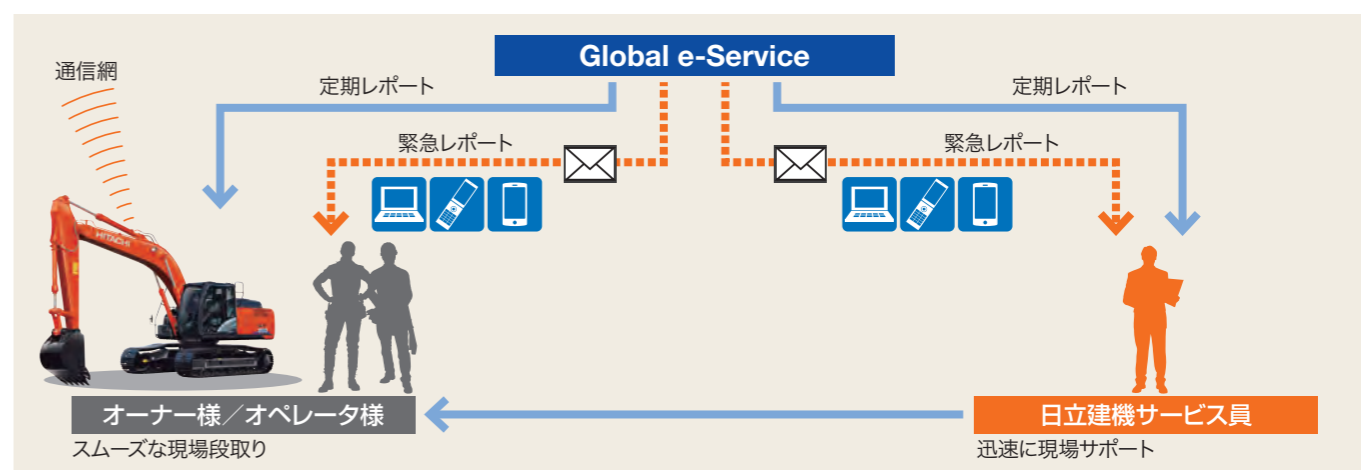 Global e-Service
通信網
定期レポート
定期レポート
緊急レポート
緊急レポート
HITACHI
オーナー様／オペレータ様
日立建機サービス員
スムーズな現場段取り
迅速に現場サポート